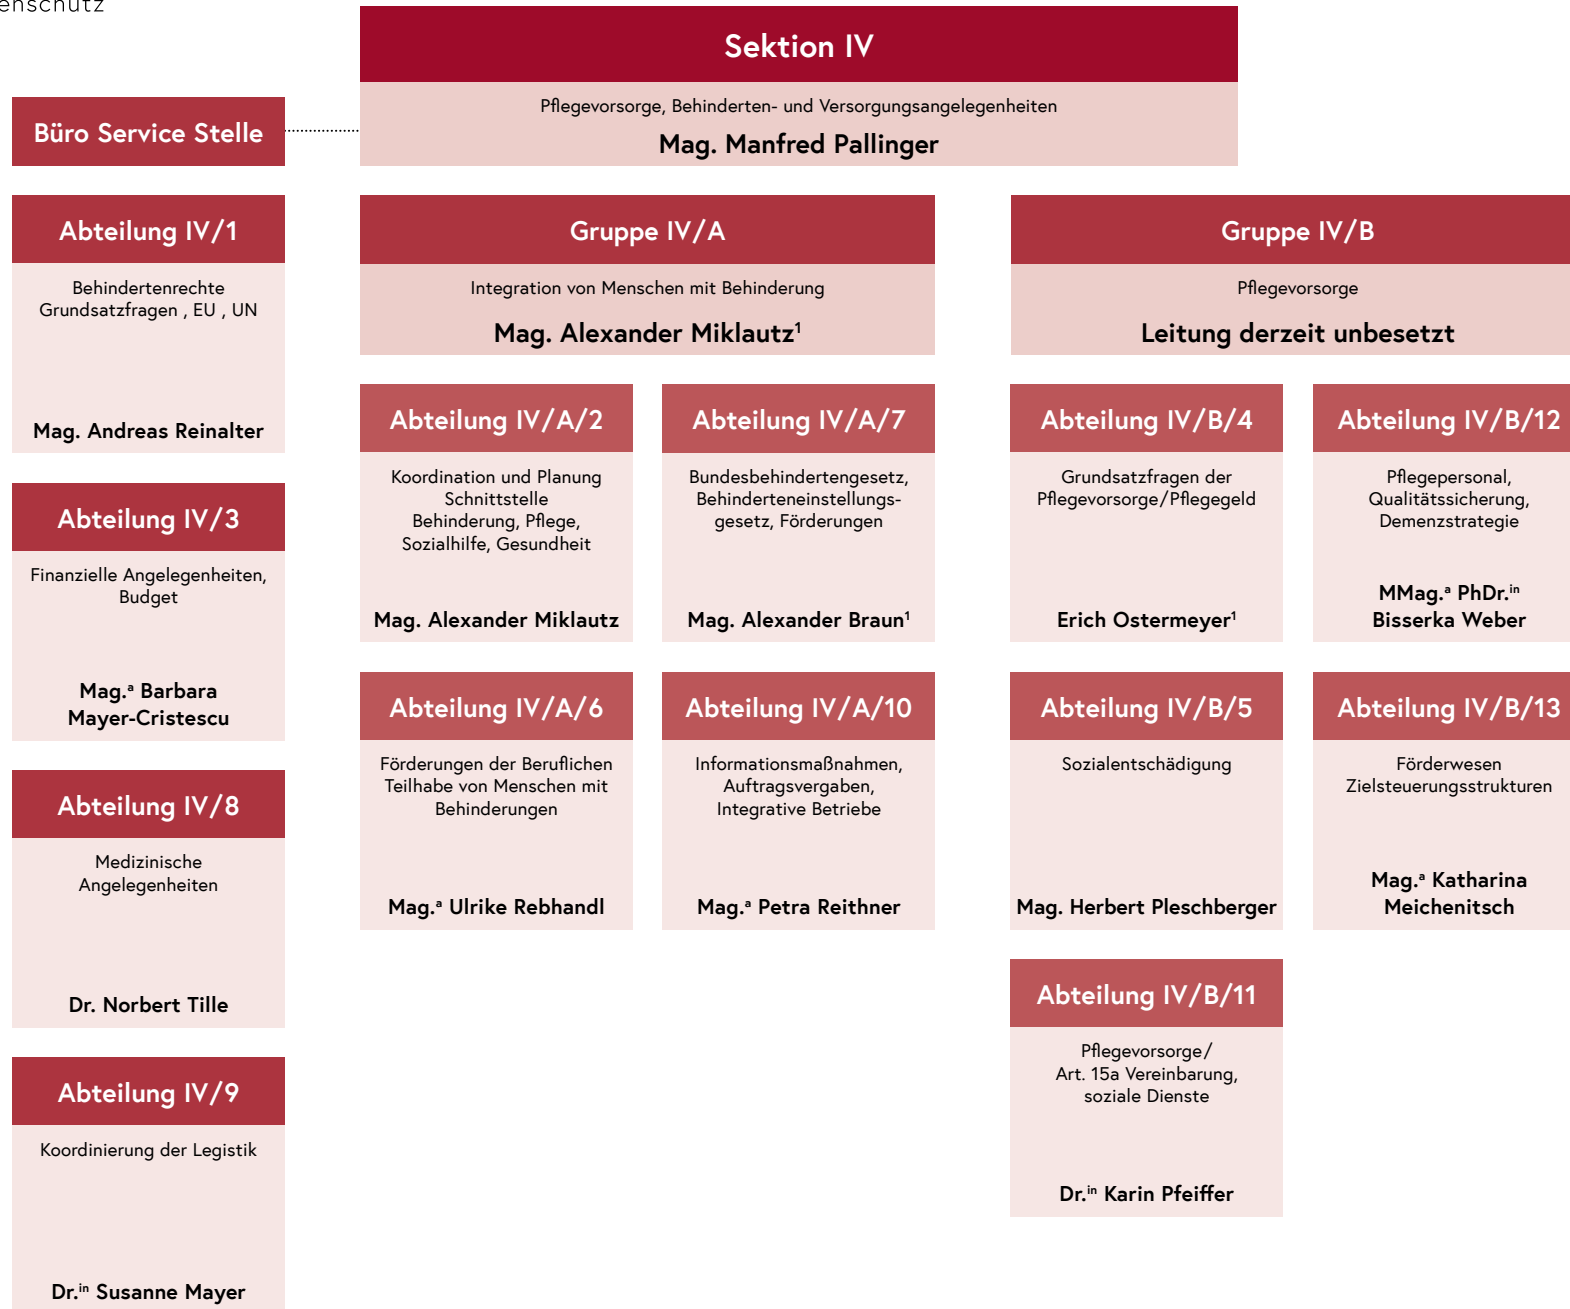 Sektion IV
Pflegevorsorge, Behinderten- und Versorgungsangelegenheiten
Mag. Manfred Pallinger
Büro Service Stelle
Abteilung IV/1
Behindertenrechte
Grundsatzfragen , EU , UN
Mag. Andreas Reinalter
Abteilung IV/3
Finanzielle Angelegenheiten,
Budget
Mag.ª Barbara
Mayer-Cristescu
Abteilung IV/8
Medizinische
Angelegenheiten
Dr. Norbert Tille
Abteilung IV/9
Koordinierung der Legistik
Dr.ⁱⁿ Susanne Mayer
Gruppe IV/A
Integration von Menschen mit Behinderung
Mag. Alexander Miklautz¹
Abteilung IV/A/2
Koordination und Planung
Schnittstelle
Behinderung, Pflege,
Sozialhilfe, Gesundheit
Mag. Alexander Miklautz
Abteilung IV/A/7
Bundesbehindertengesetz,
Behinderteneinstellungs-
gesetz, Förderungen
Mag. Alexander Braun¹
Abteilung IV/A/6
Förderungen der Beruflichen
Teilhabe von Menschen mit
Behinderungen
Mag.ª Ulrike Rebhandl
Abteilung IV/A/10
Informationsmaßnahmen,
Auftragsvergaben,
Integrative Betriebe
Mag.ª Petra Reithner
Gruppe IV/B
Pflegevorsorge
Leitung derzeit unbesetzt
Abteilung IV/B/4
Grundsatzfragen der
Pflegevorsorge/Pflegegeld
Erich Ostermeyer¹
Abteilung IV/B/12
Pflegepersonal,
Qualitätssicherung,
Demenzstrategie
MMag.ª PhDr.ⁱⁿ
Bisserka Weber
Abteilung IV/B/5
Sozialentschädigung
Mag. Herbert Pleschberger
Abteilung IV/B/13
Förderwesen
Zielsteuerungsstrukturen
Mag.ª Katharina
Meichenitsch
Abteilung IV/B/11
Pflegevorsorge/
Art. 15a Vereinbarung,
soziale Dienste
Dr.ⁱⁿ Karin Pfeiffer